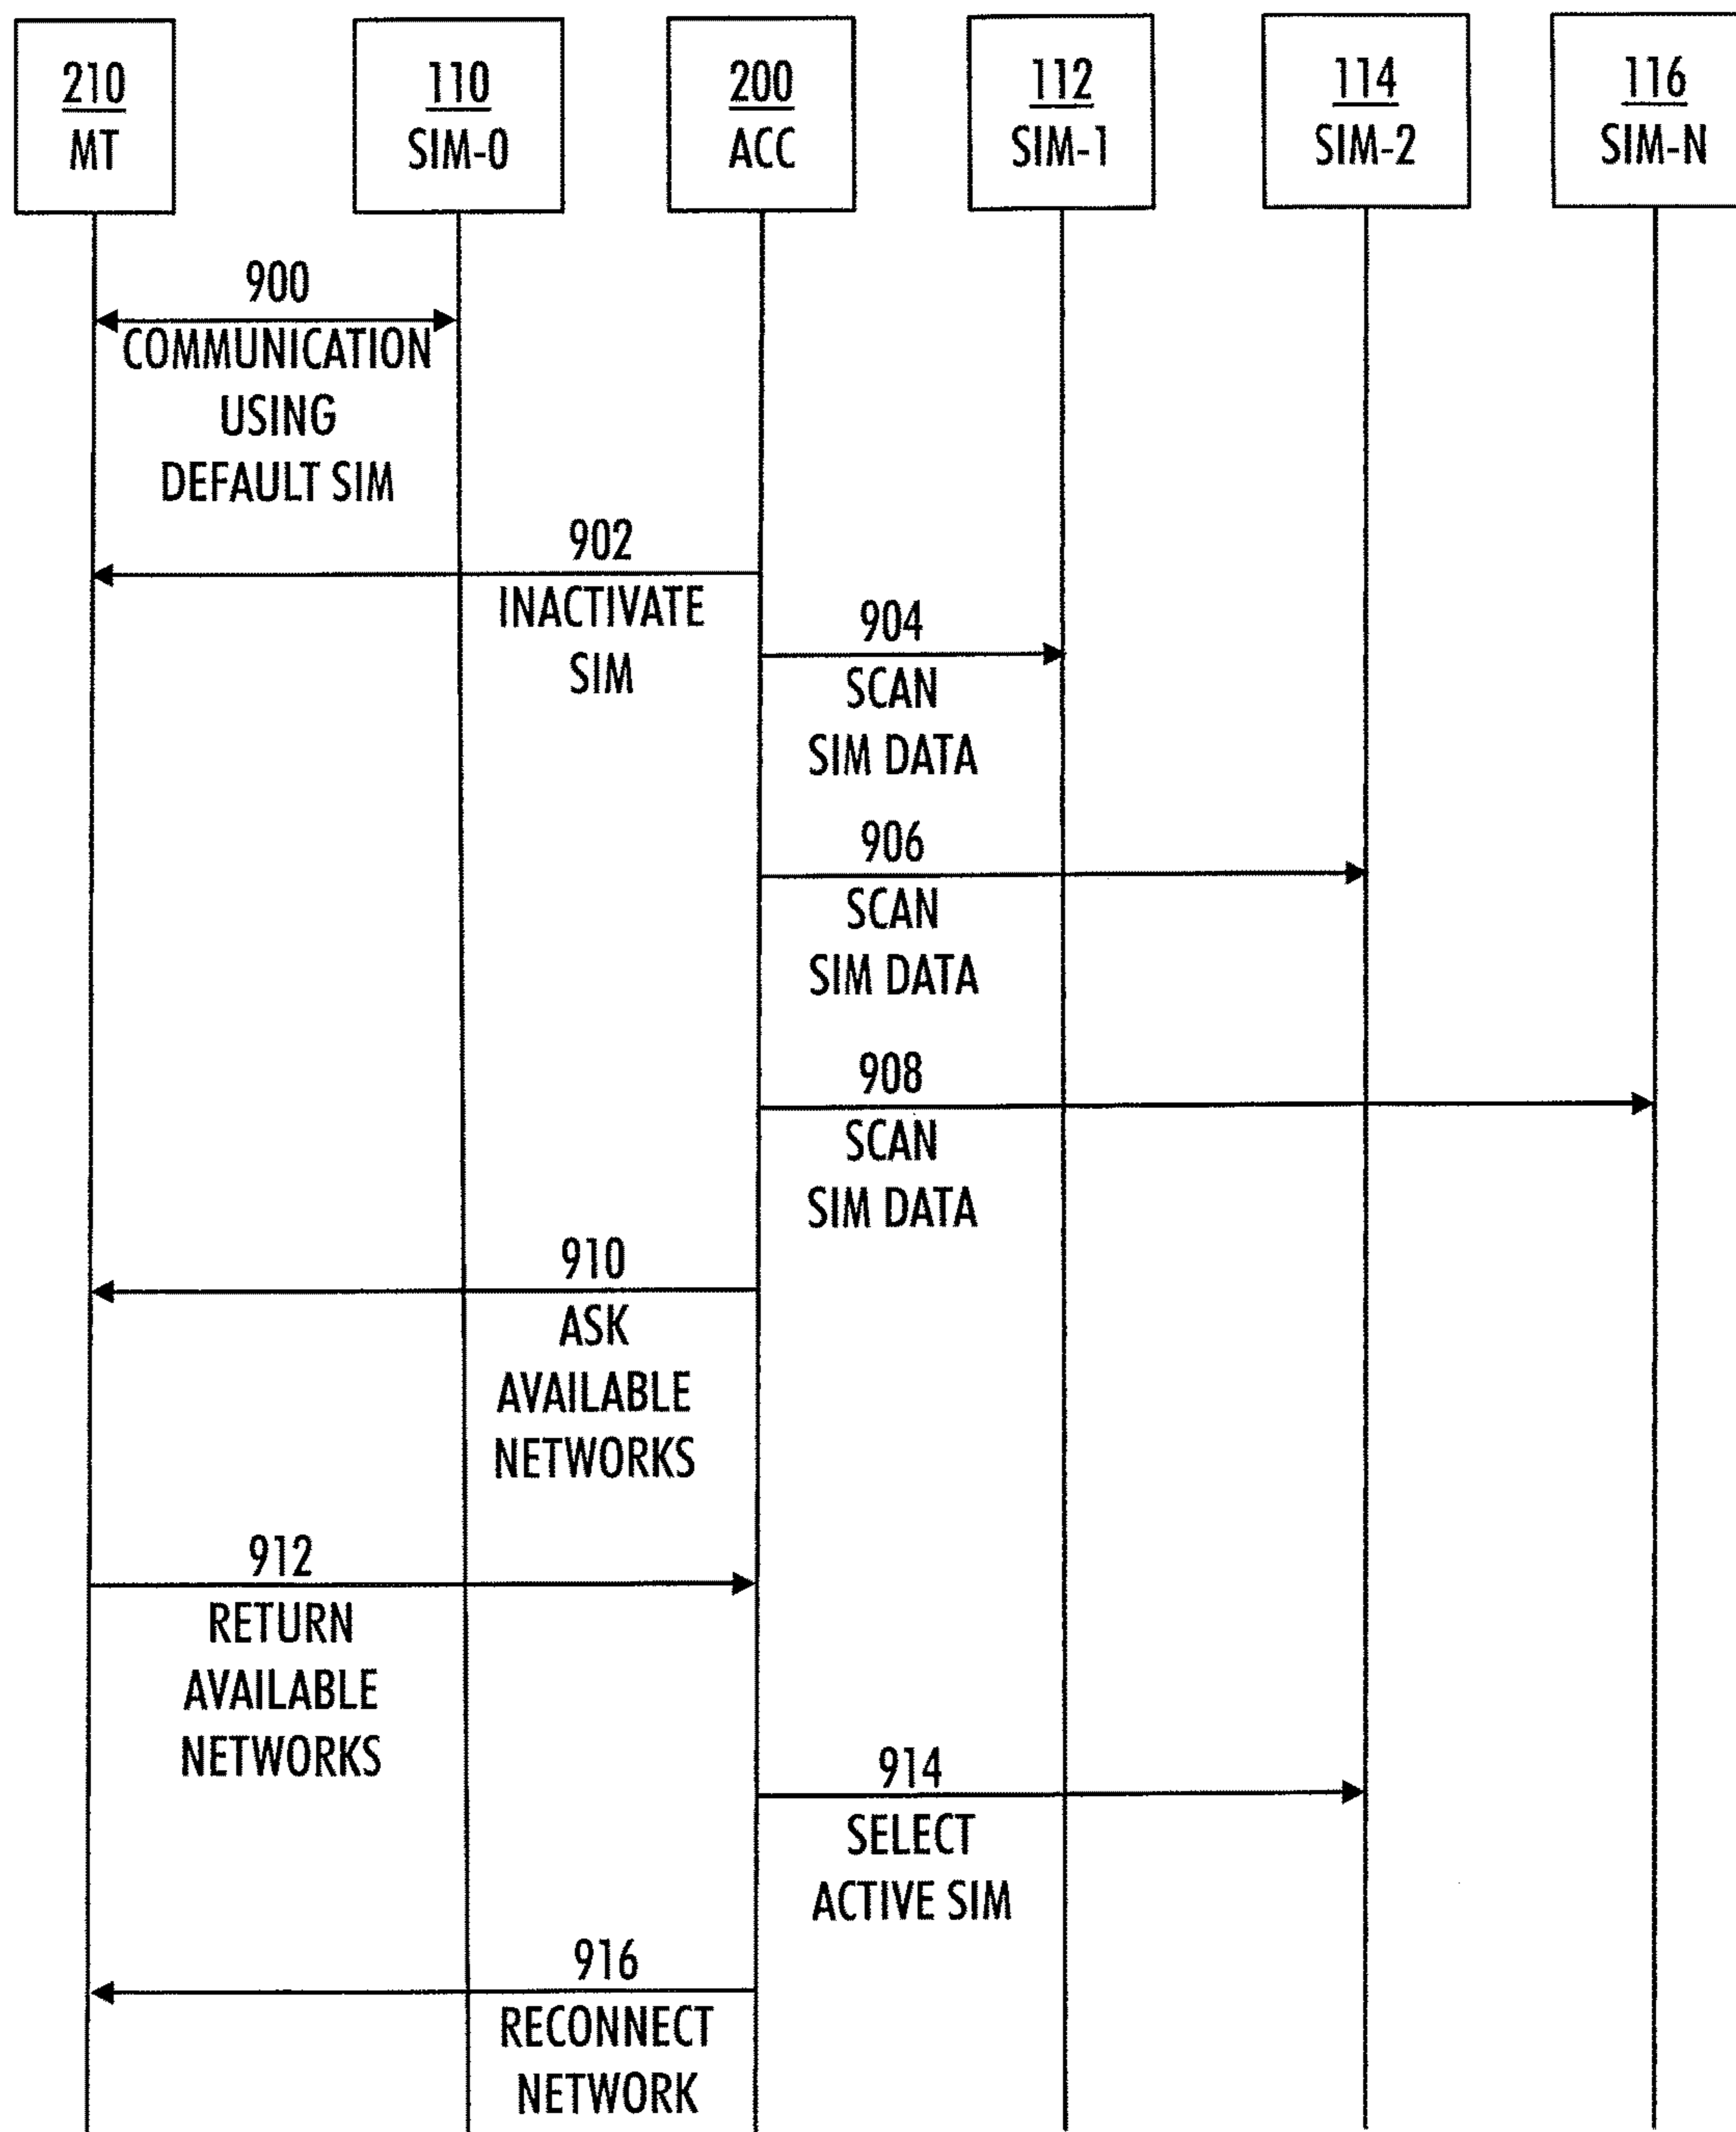 210
MT
110
SIM-0
200
ACC
112
SIM-1
114
SIM-2
116
SIM-N
900
COMMUNICATION
USING
DEFAULT SIM
902
INACTIVATE
SIM
904
SCAN
SIM DATA
906
SCAN
SIM DATA
908
SCAN
SIM DATA
910
ASK
AVAILABLE
NETWORKS
912
RETURN
AVAILABLE
NETWORKS
914
SELECT
ACTIVE SIM
916
RECONNECT
NETWORK